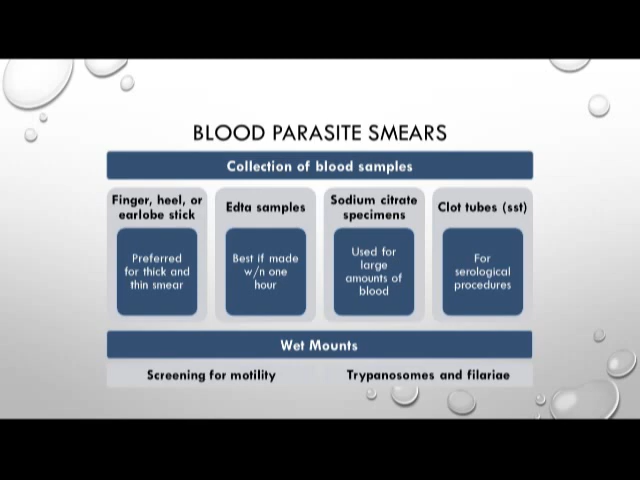 BLOOD PARASITE SMEARS
Collection of blood samples
Finger, heel, or
earlobe stick
Preferred
for thick and
thin smear
Edta samples
Best if made
w/n one
hour
Sodium citrate
specimens
Used for
large
amounts of
blood
Clot tubes (sst)
For
serological
procedures
Wet Mounts
Screening for motility
Trypanosomes and filariae